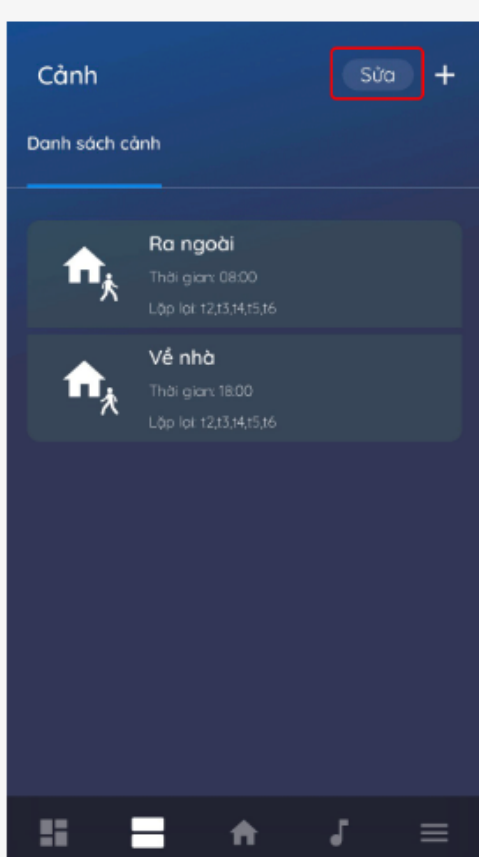 Cảnh
Sửa +
Danh sách cảnh
Ra ngoài
Thời gian: 08:00
Lặp lại: t2,t3,t4,t5,t6
Về nhà
Thời gian: 18:00
Lặp lại: t2,t3,t4,t5,t6